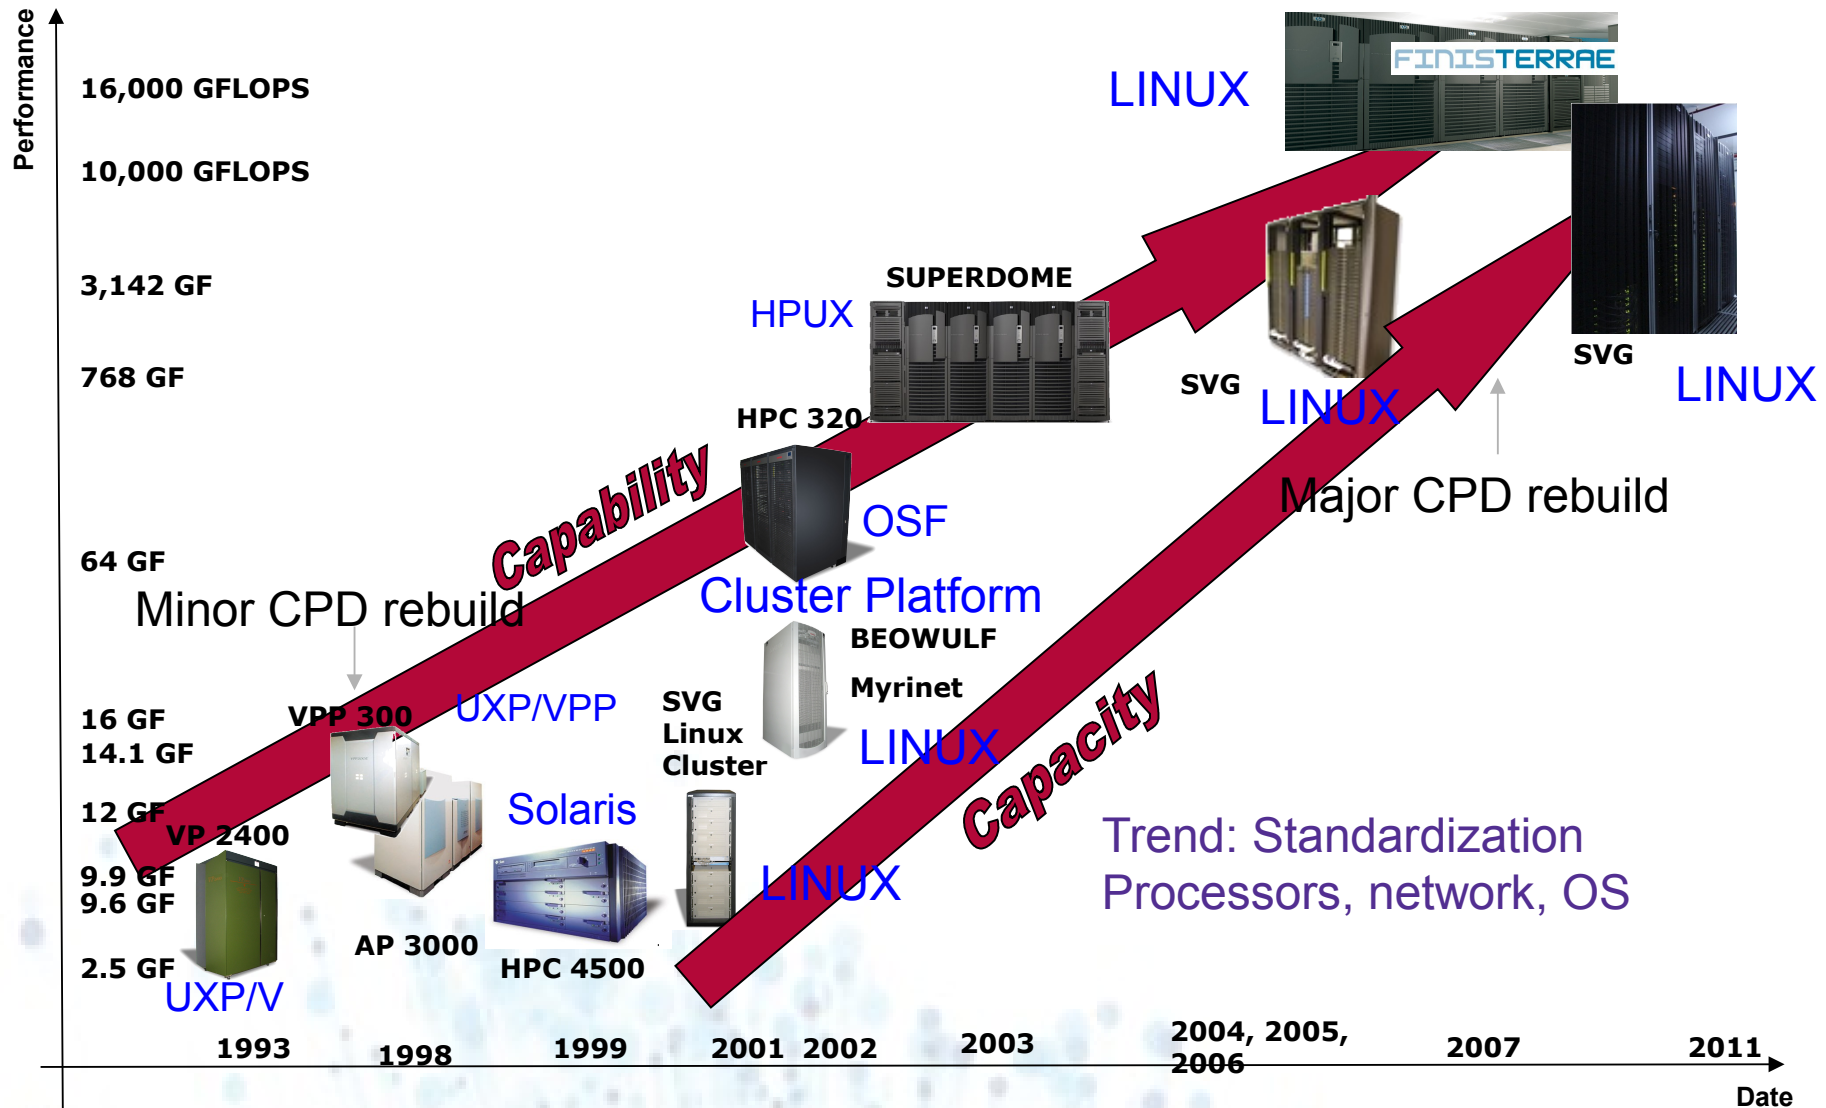 Performance
16,000 GFLOPS
10,000 GFLOPS
3,142 GF
768 GF
64 GF
16 GF
14.1 GF
12 GF
9.9 GF
9.6 GF
2.5 GF
LINUX
FINISTERRAE
SUPERDOME
HPUX
SVG
LINUX
SVG
LINUX
HPC 320
OSF
Capability
Major CPD rebuild
Minor CPD rebuild
Cluster Platform
BEOWULF
Myrinet
LINUX
VPP 300
UXP/VPP
SVG
Linux
Cluster
LINUX
Capacity
Solaris
VP 2400
UXP/V
AP 3000
HPC 4500
Trend: Standardization
Processors, network, OS
1993
1998
1999
2001
2002
2003
2004, 2005,
2006
2007
2011
Date